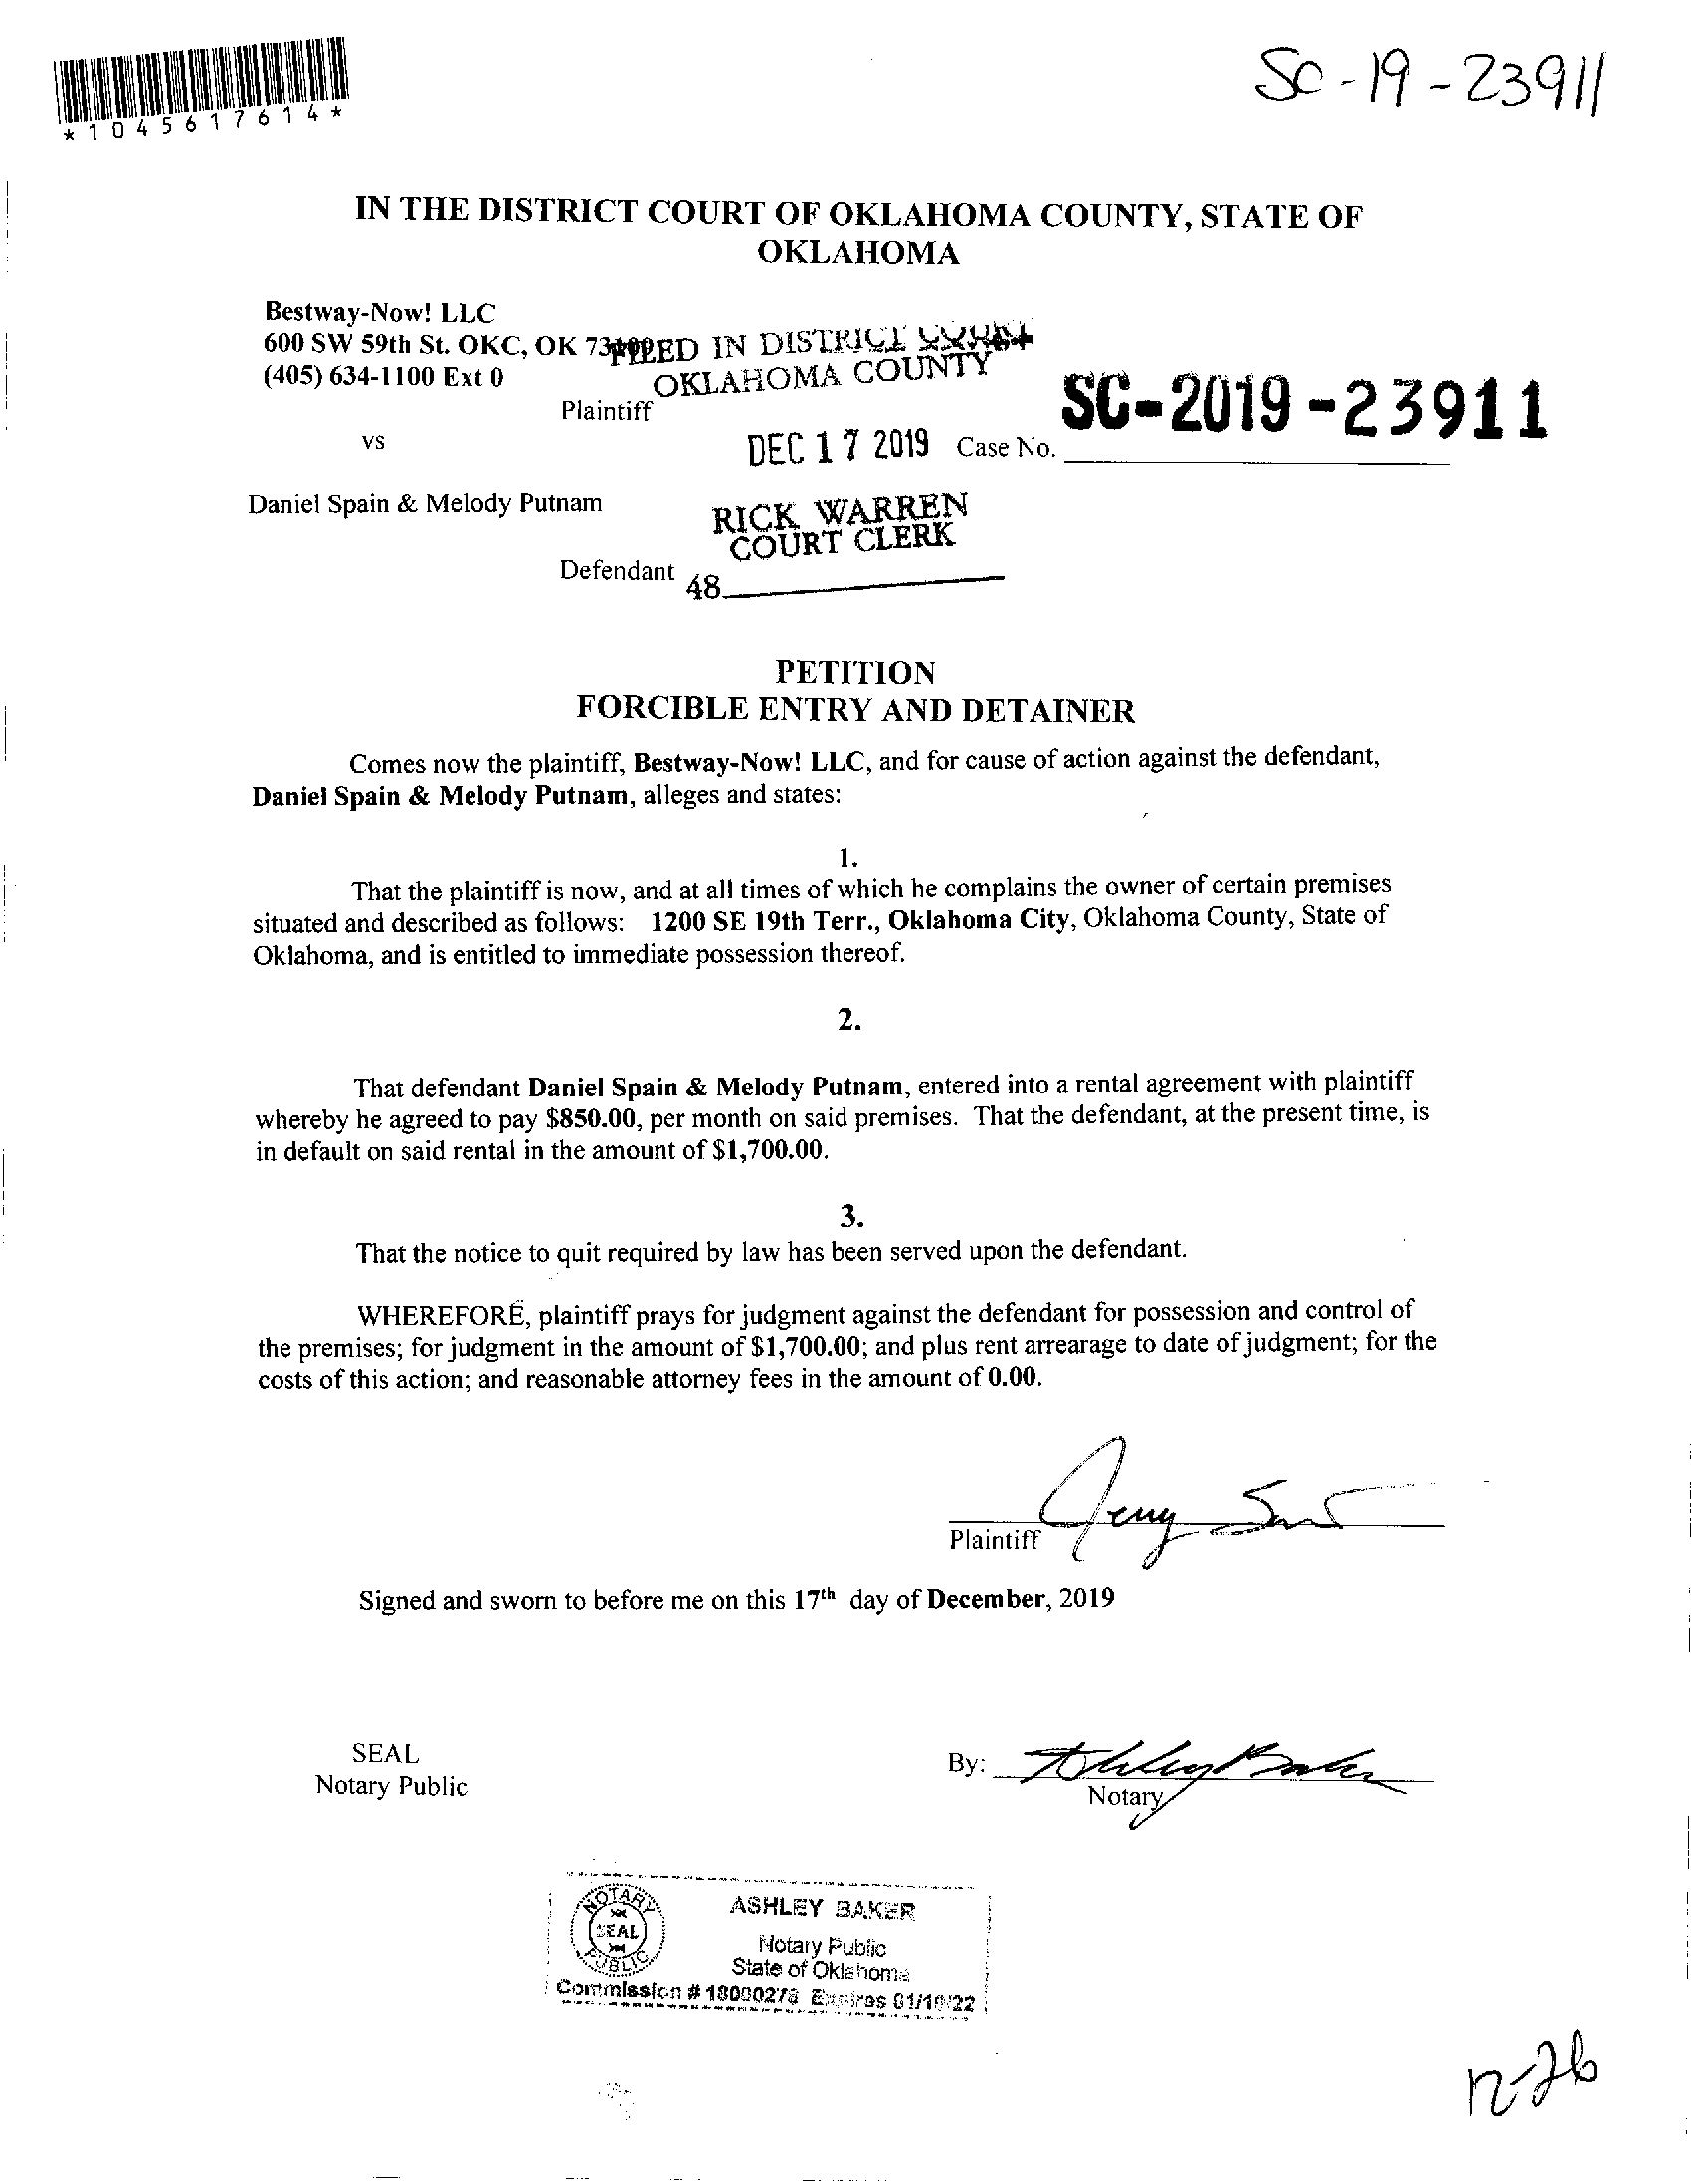 *1045617614*
SC-19-23911
IN THE DISTRICT COURT OF OKLAHOMA COUNTY, STATE OF
OKLAHOMA
Bestway-Now! LLC
600 SW 59th St. OKC, OK
FILED IN DISTRICT COURT
(405) 634-1100 Ext 0
OKLAHOMA COUNTY
Plaintiff
SC-2019-23911
vs
DEC 17 2019
Case No.
Daniel Spain & Melody Putnam
RICK WARREN
COURT CLERK
Defendant
48
PETITION
FORCIBLE ENTRY AND DETAINER
Comes now the plaintiff, Bestway-Now! LLC, and for cause of action against the defendant,
Daniel Spain & Melody Putnam, alleges and states:
1.
That the plaintiff is now, and at all times of which he complains the owner of certain premises
situated and described as follows: 1200 SE 19th Terr., Oklahoma City, Oklahoma County, State of
Oklahoma, and is entitled to immediate possession thereof.
2.
That defendant Daniel Spain & Melody Putnam, entered into a rental agreement with plaintiff
whereby he agreed to pay $850.00, per month on said premises. That the defendant, at the present time, is
in default on said rental in the amount of $1,700.00.
3.
That the notice to quit required by law has been served upon the defendant.
WHEREFORE, plaintiff prays for judgment against the defendant for possession and control of
the premises; for judgment in the amount of $1,700.00; and plus rent arrearage to date of judgment; for the
costs of this action; and reasonable attorney fees in the amount of 0.00.
Plaintiff
Signed and sworn to before me on this 17th day of December, 2019
SEAL
Notary Public
By: Ashley Baker
Notary
NOTARY
SEAL
PUBLIC
ASHLEY BAKER
Notary Public
State of Oklahoma
Commission # 18000278 Expires 01/10/22
12-26